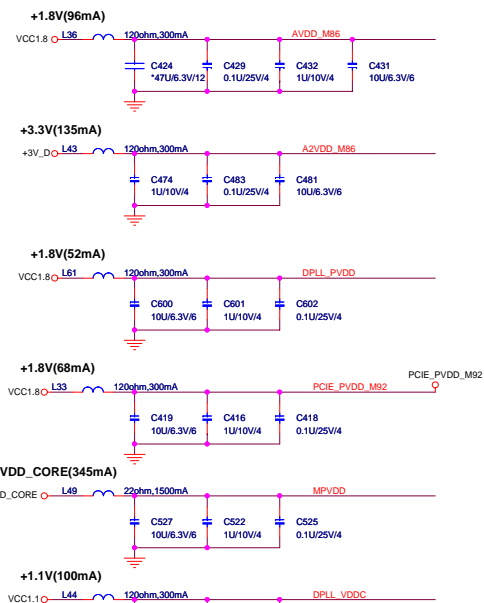 +1.8V(96mA)
VCC1.8 L36 120ohm,300mA AVDD_M86
C424 C429 C432 C431
*47U/6.3V/12 0.1U/25V/4 1U/10V/4 10U/6.3V/6
+3.3V(135mA)
+3V_D L43 120ohm,300mA A2VDD_M86
C474 C483 C481
1U/10V/4 0.1U/25V/4 10U/6.3V/6
+1.8V(52mA)
VCC1.8 L61 120ohm,300mA DPLL_PVDD
C600 C601 C602
10U/6.3V/6 1U/10V/4 0.1U/25V/4
+1.8V(68mA)
PCIE_PVDD_M92
VCC1.8 L33 120ohm,300mA PCIE_PVDD_M92
C419 C416 C418
10U/6.3V/6 1U/10V/4 0.1U/25V/4
VDD_CORE(345mA)
D_CORE L49 22ohm,1500mA MPVDD
C527 C522 C525
10U/6.3V/6 1U/10V/4 0.1U/25V/4
+1.1V(100mA)
VCC1.1 L44 120ohm,300mA DPLL_VDDC